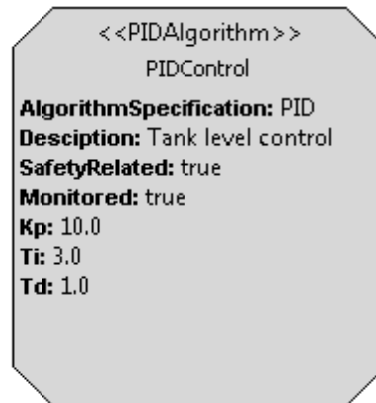 <<PIDAlgorithm>>
PIDControl
AlgorithmSpecification: PID
Desciption: Tank level control
SafetyRelated: true
Monitored: true
Kp: 10.0
Ti: 3.0
Td: 1.0